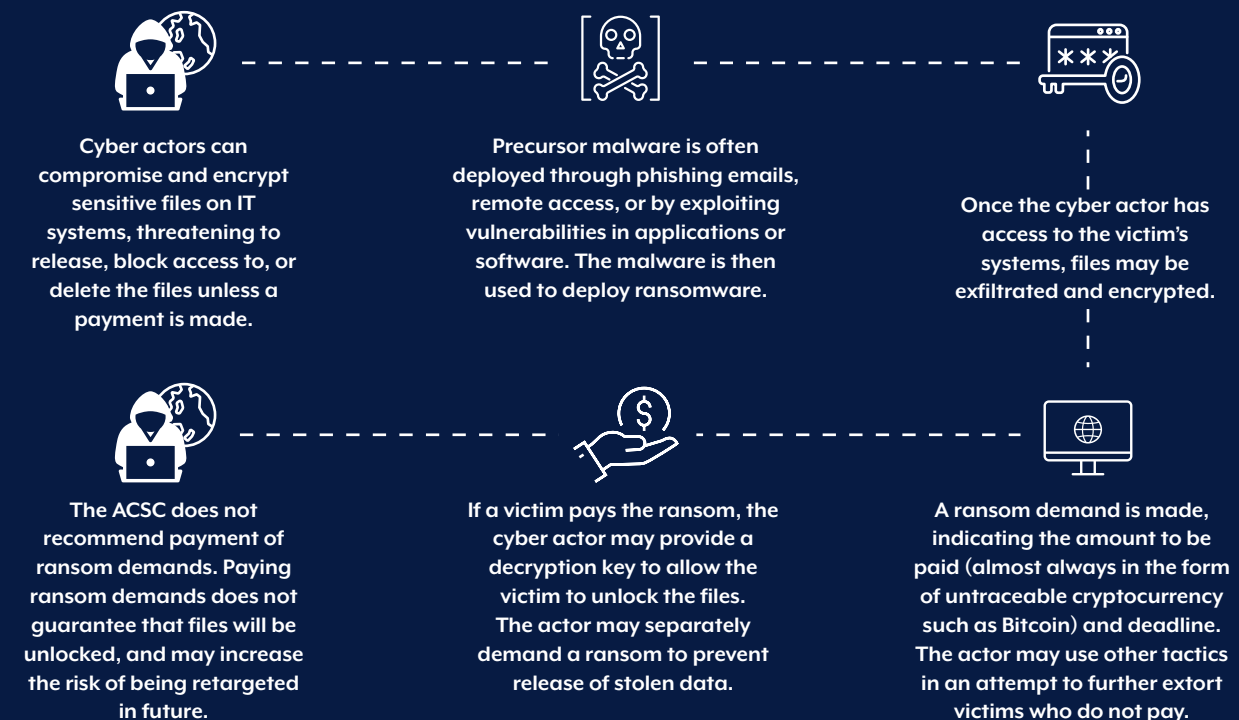 Cyber actors can
compromise and encrypt
sensitive files on IT
systems, threatening to
release, block access to, or
delete the files unless a
payment is made.
Precursor malware is often
deployed through phishing emails,
remote access, or by exploiting
vulnerabilities in applications or
software. The malware is then
used to deploy ransomware.
Once the cyber actor has
access to the victim’s
systems, files may be
exfiltrated and encrypted.
A ransom demand is made,
indicating the amount to be
paid (almost always in the form
of untraceable cryptocurrency
such as Bitcoin) and deadline.
The actor may use other tactics
in an attempt to further extort
victims who do not pay.
If a victim pays the ransom, the
cyber actor may provide a
decryption key to allow the
victim to unlock the files.
The actor may separately
demand a ransom to prevent
release of stolen data.
The ACSC does not
recommend payment of
ransom demands. Paying
ransom demands does not
guarantee that files will be
unlocked, and may increase
the risk of being retargeted
in future.